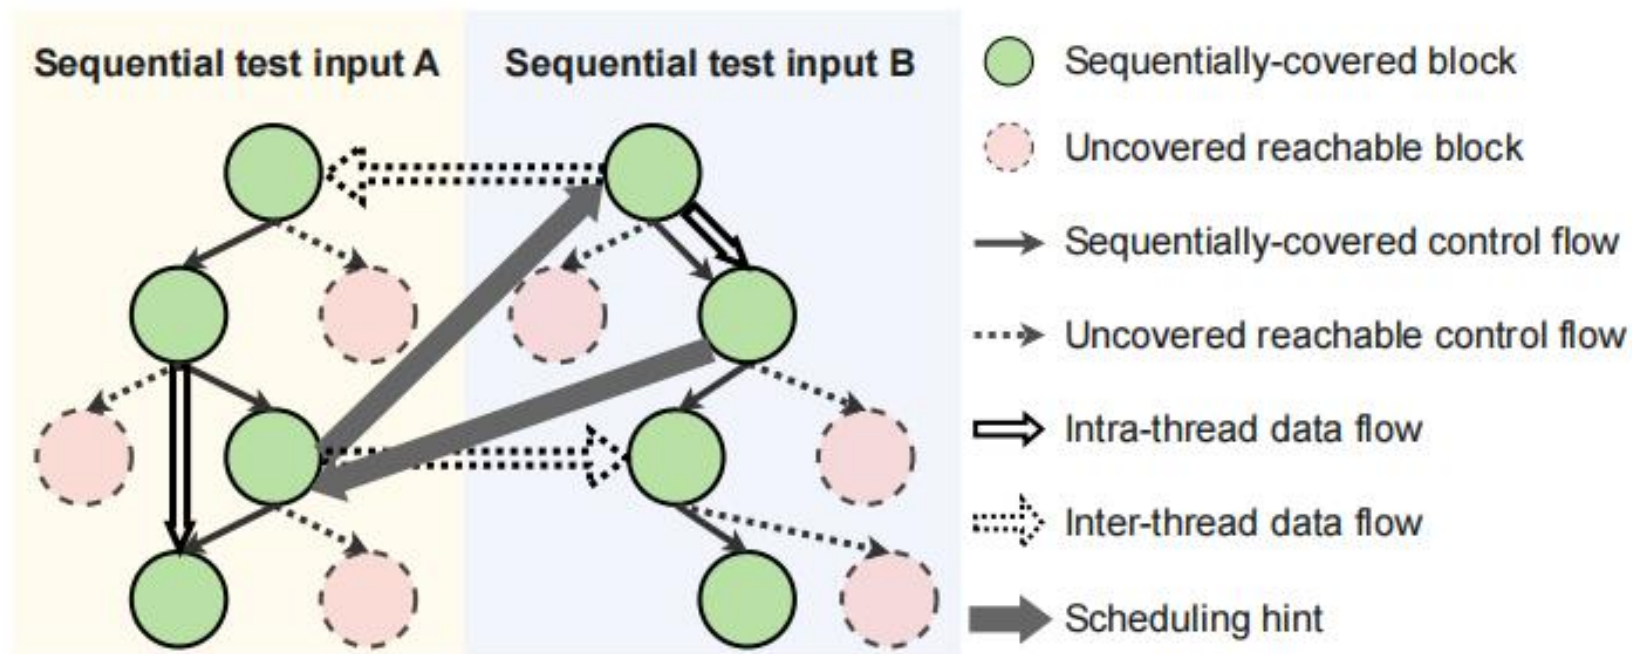 Sequential test input A
Sequential test input B
Sequentially-covered block
Uncovered reachable block
Sequentially-covered control flow
Uncovered reachable control flow
Intra-thread data flow
Inter-thread data flow
Scheduling hint